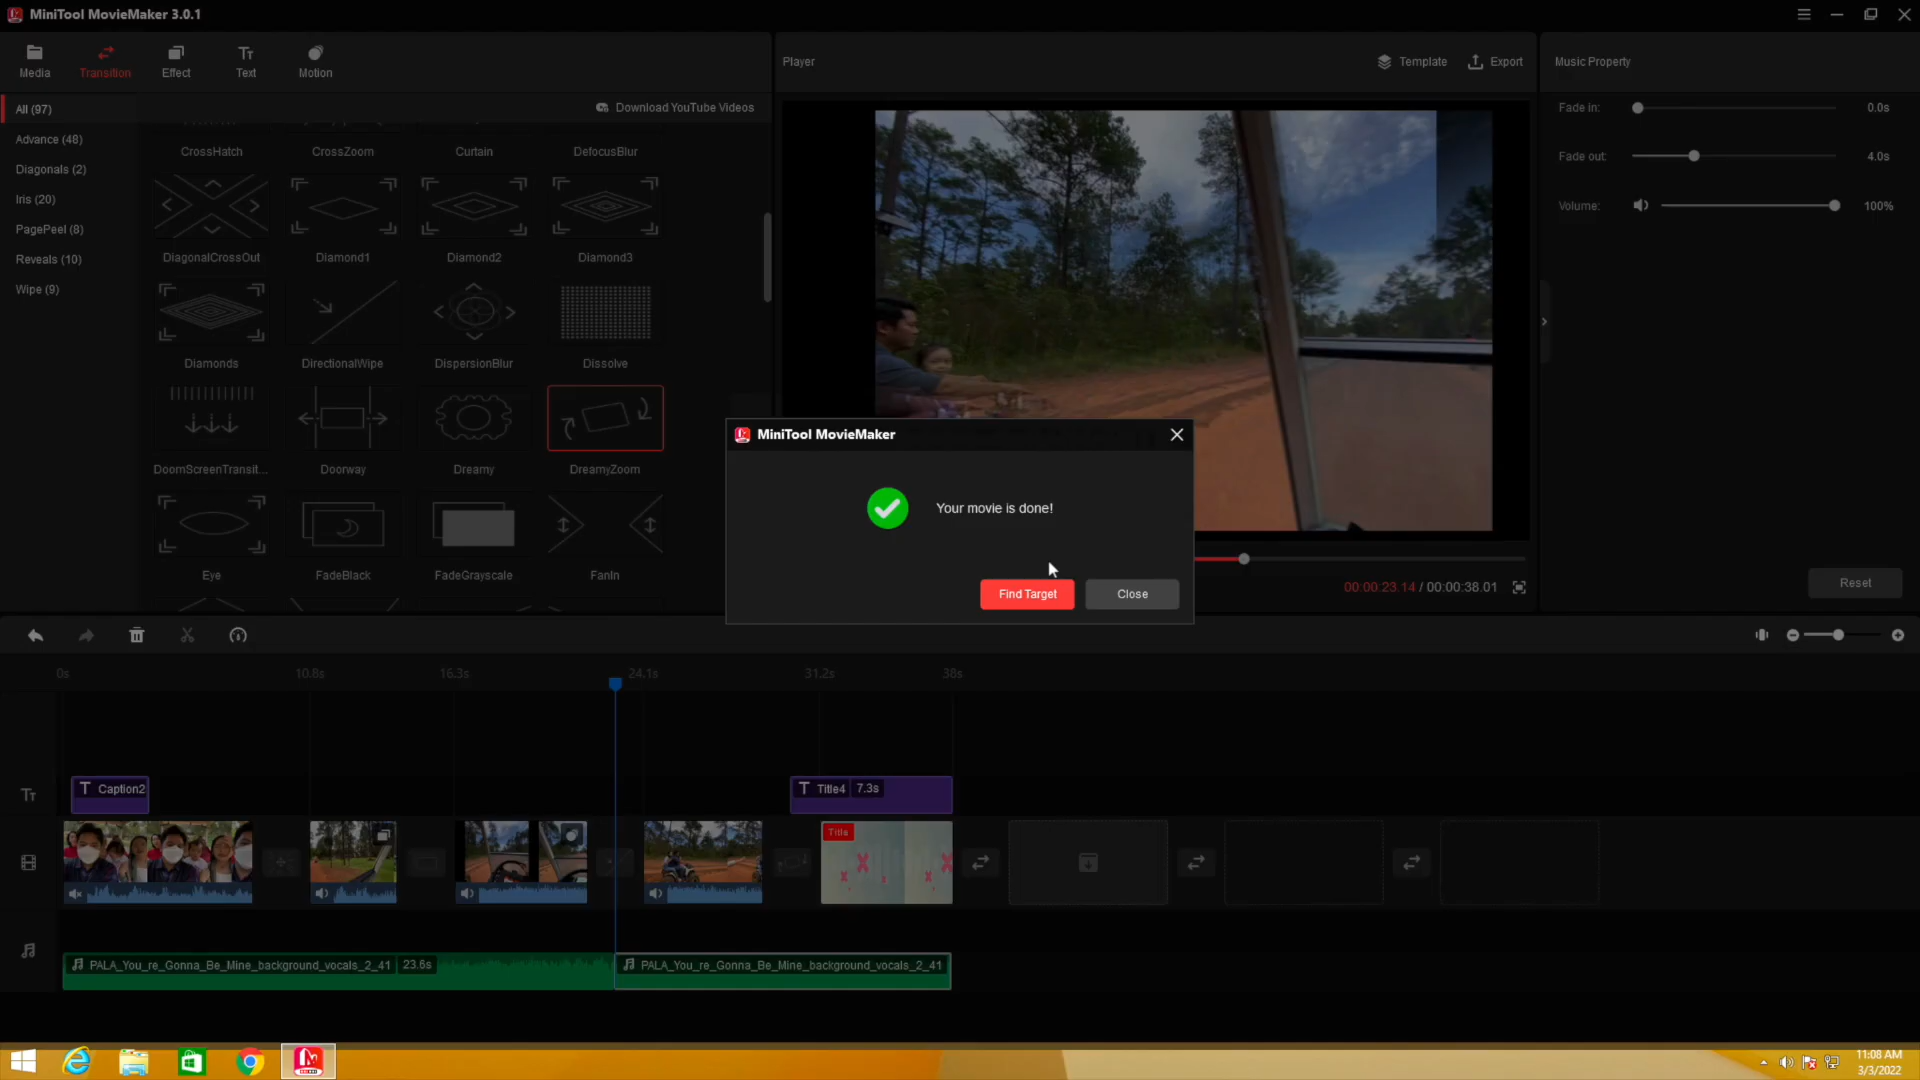 MiniTool MovieMaker 3.0.1
Media
Transition
Effect
Text
Motion
Player
Template
Export
Music Property
All (97)
Advance (48)
Diagonals (2)
Iris (20)
PagePeel (8)
Reveals (10)
Wipe (9)
Download YouTube Videos
CrossHatch
CrossZoom
Curtain
DefocusBlur
DiagonalCrossOut
Diamond1
Diamond2
Diamond3
Diamonds
DirectionalWipe
DispersionBlur
Dissolve
DoomScreenTransit...
Doorway
Dreamy
DreamyZoom
Eye
FadeBlack
FadeGrayscale
FanIn
Fade in:
0.0s
Fade out:
4.0s
Volume:
100%
MiniTool MovieMaker
Your movie is done!
Find Target
Close
00:00:23.14 / 00:00:38.01
Reset
0s
10.8s
16.3s
24.1s
31.2s
38s
Caption2
Title4
7.3s
Title
PALA_You_re_Gonna_Be_Mine_background_vocals_2_41
23.6s
PALA_You_re_Gonna_Be_Mine_background_vocals_2_41
11:08 AM
3/3/2022